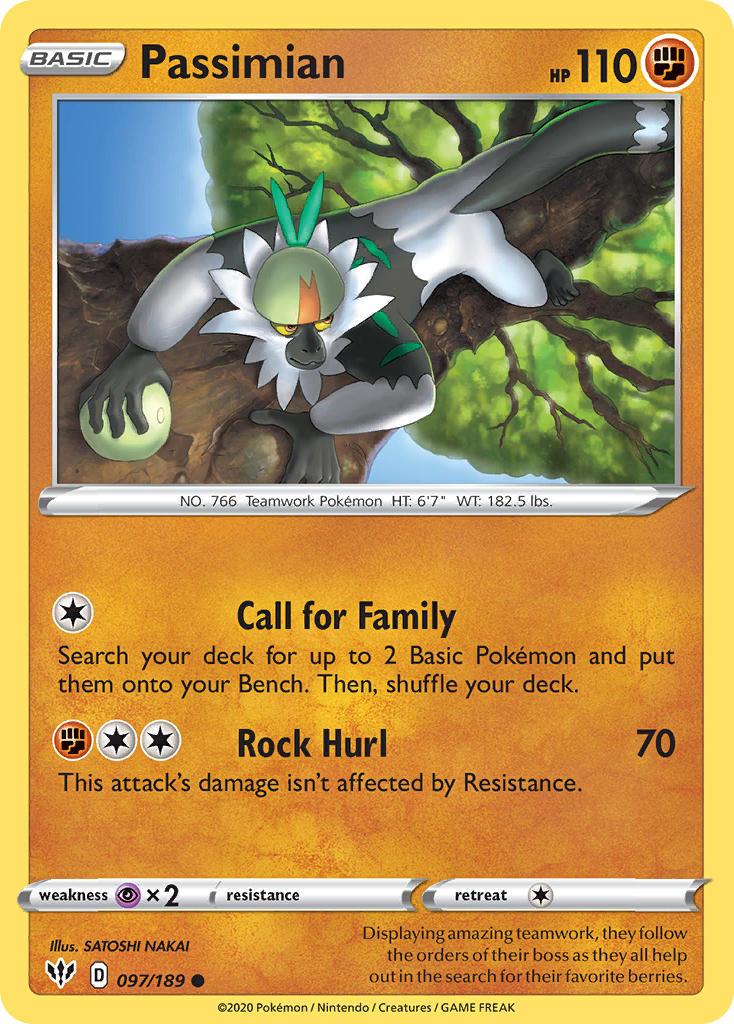 BASIC Passimian HP 110
NO. 766 Teamwork Pokémon HT: 6'7" WT: 182.5 lbs.
Call for Family
Search your deck for up to 2 Basic Pokémon and put
them onto your Bench. Then, shuffle your deck.
Rock Hurl 70
This attack's damage isn't affected by Resistance.
weakness ×2 resistance retreat
Illus. SATOSHI NAKAI
Displaying amazing teamwork, they follow
the orders of their boss as they all help
out in the search for their favorite berries.
D 097/189
©2020 Pokémon / Nintendo / Creatures / GAME FREAK